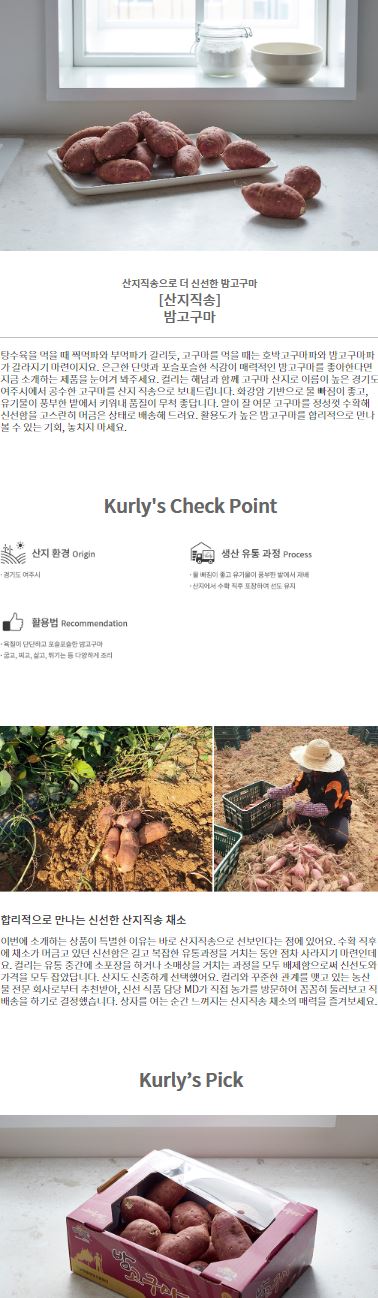 산지직송으로 더 신선한 밤고구마
[산지직송]
밤고구마
탕수육을 먹을 때 찍먹파와 부먹파가 갈리듯, 고구마를 먹을 때는 호박고구마파와 밤고구마파
가 갈라지기 마련이지요. 은근한 단맛과 포슬포슬한 식감이 매력적인 밤고구마를 좋아한다면
지금 소개하는 제품을 눈여겨 봐주세요. 컬리는 해남과 함께 고구마 산지로 이름이 높은 경기도
여주시에서 공수한 고구마를 산지 직송으로 보내드립니다. 화강암 기반으로 물 빠짐이 좋고,
유기물이 풍부한 밭에서 키워내 품질이 무척 좋답니다. 알이 잘 여문 고구마를 정성껏 수확해
신선함을 고스란히 머금은 상태로 배송해 드려요. 활용도가 높은 밤고구마를 합리적으로 만나
볼 수 있는 기회, 놓치지 마세요.
Kurly's Check Point
산지 환경 Origin
· 경기도 여주시
생산 유통 과정 Process
· 물 빠짐이 좋고 유기물이 풍부한 밭에서 재배
· 산지에서 수확 직후 포장하여 선도 유지
활용법 Recommendation
· 육질이 단단하고 포슬포슬한 밤고구마
· 굽고, 찌고, 삶고, 튀기는 등 다양하게 조리
합리적으로 만나는 신선한 산지직송 채소
이번에 소개하는 상품이 특별한 이유는 바로 산지직송으로 선보인다는 점에 있어요. 수확 직후
에 채소가 머금고 있던 신선함은 길고 복잡한 유통과정을 거치는 동안 점차 사라지기 마련인데
요. 컬리는 유통 중간에 소포장을 하거나 소매상을 거치는 과정을 모두 배제함으로써 신선도와
가격을 모두 잡았답니다. 산지도 신중하게 선택했어요. 컬리와 꾸준한 관계를 맺고 있는 농산
물 전문 회사로부터 추천받아, 신선 식품 담당 MD가 직접 농가를 방문하여 꼼꼼히 둘러보고 직
배송을 하기로 결정했습니다. 상자를 여는 순간 느껴지는 산지직송 채소의 매력을 즐겨보세요.
Kurly’s Pick
밤
고구마